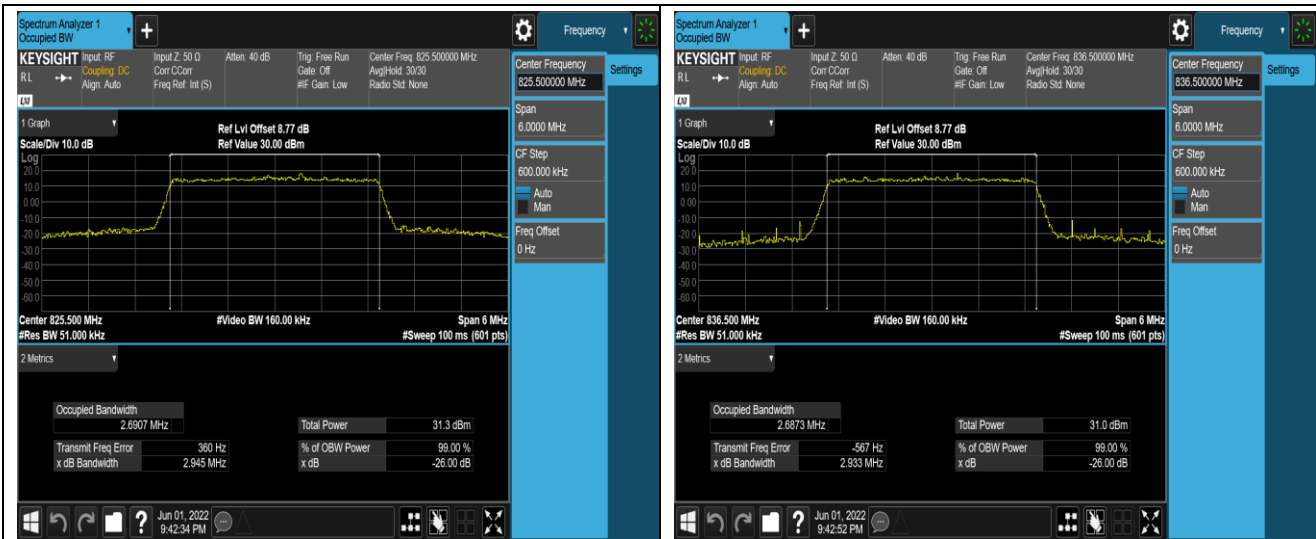 Spectrum Analyzer 1
Occupied BW
+
Frequency
KEYSIGHT Input: RF Input Z: 50 Ω Atten: 40 dB Trig: Free Run Center Freq: 825.500000 MHz
RL Coupling: DC Corr CCorr Gate: Off Avg|Hold: 30/30
Align: Auto Freq Ref: Int (S) #IF Gain: Low Radio Std: None
LXI
Center Frequency
825.500000 MHz
Settings
Span
6.0000 MHz
CF Step
600.000 kHz
Auto
Man
Freq Offset
0 Hz
1 Graph
Ref Lvl Offset 8.77 dB
Scale/Div 10.0 dB Ref Value 30.00 dBm
Log
20.0
10.0
0.00
-10.0
-20.0
-30.0
-40.0
-50.0
-60.0
Center 825.500 MHz #Video BW 160.00 kHz Span 6 MHz
#Res BW 51.000 kHz #Sweep 100 ms (601 pts)
2 Metrics
Occupied Bandwidth
2.6907 MHz Total Power 31.3 dBm
Transmit Freq Error 360 Hz % of OBW Power 99.00 %
x dB Bandwidth 2.945 MHz x dB -26.00 dB
?
Jun 01, 2022
9:42:34 PM
Spectrum Analyzer 1
Occupied BW
+
Frequency
KEYSIGHT Input: RF Input Z: 50 Ω Atten: 40 dB Trig: Free Run Center Freq: 836.500000 MHz
RL Coupling: DC Corr CCorr Gate: Off Avg|Hold: 30/30
Align: Auto Freq Ref: Int (S) #IF Gain: Low Radio Std: None
LXI
Center Frequency
836.500000 MHz
Settings
Span
6.0000 MHz
CF Step
600.000 kHz
Auto
Man
Freq Offset
0 Hz
1 Graph
Ref Lvl Offset 8.77 dB
Scale/Div 10.0 dB Ref Value 30.00 dBm
Log
20.0
10.0
0.00
-10.0
-20.0
-30.0
-40.0
-50.0
-60.0
Center 836.500 MHz #Video BW 160.00 kHz Span 6 MHz
#Res BW 51.000 kHz #Sweep 100 ms (601 pts)
2 Metrics
Occupied Bandwidth
2.6873 MHz Total Power 31.0 dBm
Transmit Freq Error -567 Hz % of OBW Power 99.00 %
x dB Bandwidth 2.933 MHz x dB -26.00 dB
?
Jun 01, 2022
9:42:52 PM